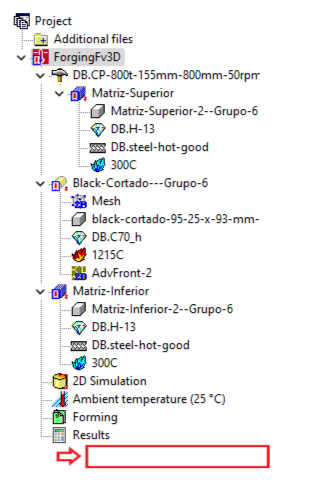 Project
Additional files
ForgingFv3D
DB.CP-800t-155mm-800mm-50rpm
Matriz-Superior
Matriz-Superior-2--Grupo-6
DB.H-13
DB.steel-hot-good
300C
Black-Cortado---Grupo-6
Mesh
black-cortado-95-25-x-93-mm-
DB.C70_h
1215C
AdvFront-2
Matriz-Inferior
Matriz-Inferior-2--Grupo-6
DB.H-13
DB.steel-hot-good
300C
2D Simulation
Ambient temperature (25 °C)
Forming
Results